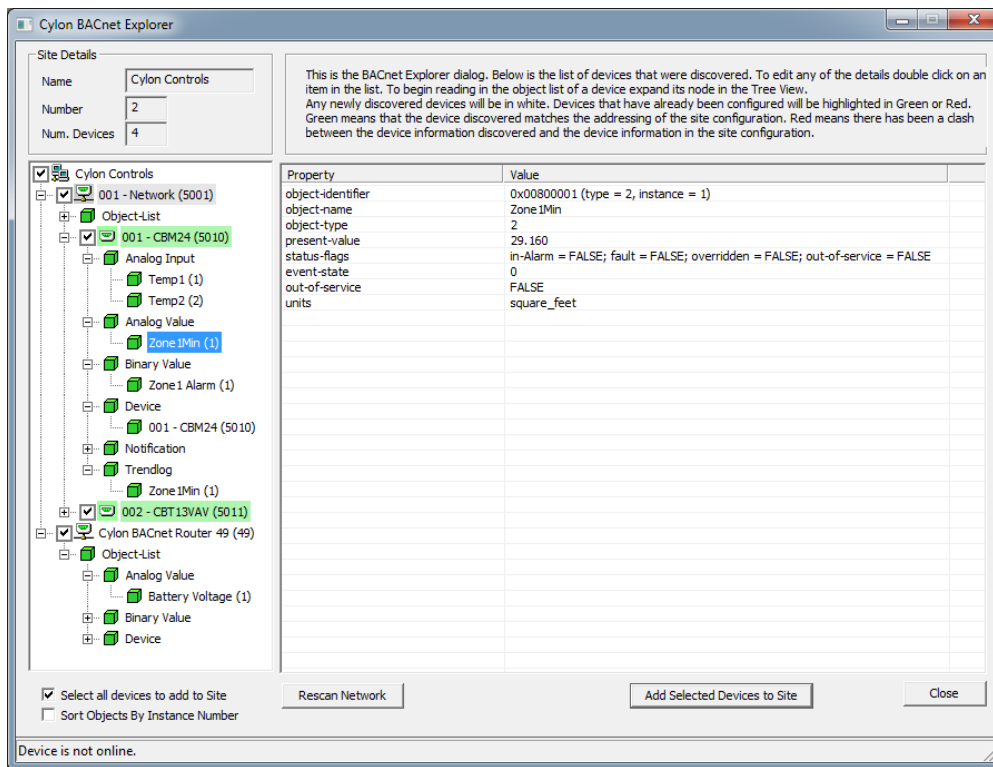 Cylon BACnet Explorer
Site Details
Name Cylon Controls
Number 2
Num. Devices 4
This is the BACnet Explorer dialog. Below is the list of devices that were discovered. To edit any of the details double click on an
item in the list. To begin reading in the object list of a device expand its node in the Tree View.
Any newly discovered devices will be in white. Devices that have already been configured will be highlighted in Green or Red.
Green means that the device discovered matches the addressing of the site configuration. Red means there has been a clash
between the device information discovered and the device information in the site configuration.
Cylon Controls
001 - Network (5001)
Object-List
001 - CBM24 (5010)
Analog Input
Temp1 (1)
Temp2 (2)
Analog Value
Zone1Min (1)
Binary Value
Zone1 Alarm (1)
Device
001 - CBM24 (5010)
Notification
Trendlog
Zone1Min (1)
002 - CBT13VAV (5011)
Cylon BACnet Router 49 (49)
Object-List
Analog Value
Battery Voltage (1)
Binary Value
Device
Property Value
object-identifier 0x00800001 (type = 2, instance = 1)
object-name Zone1Min
object-type 2
present-value 29.160
status-flags in-Alarm = FALSE; fault = FALSE; overridden = FALSE; out-of-service = FALSE
event-state 0
out-of-service FALSE
units square_feet
Select all devices to add to Site
Sort Objects By Instance Number
Rescan Network
Add Selected Devices to Site
Close
Device is not online.